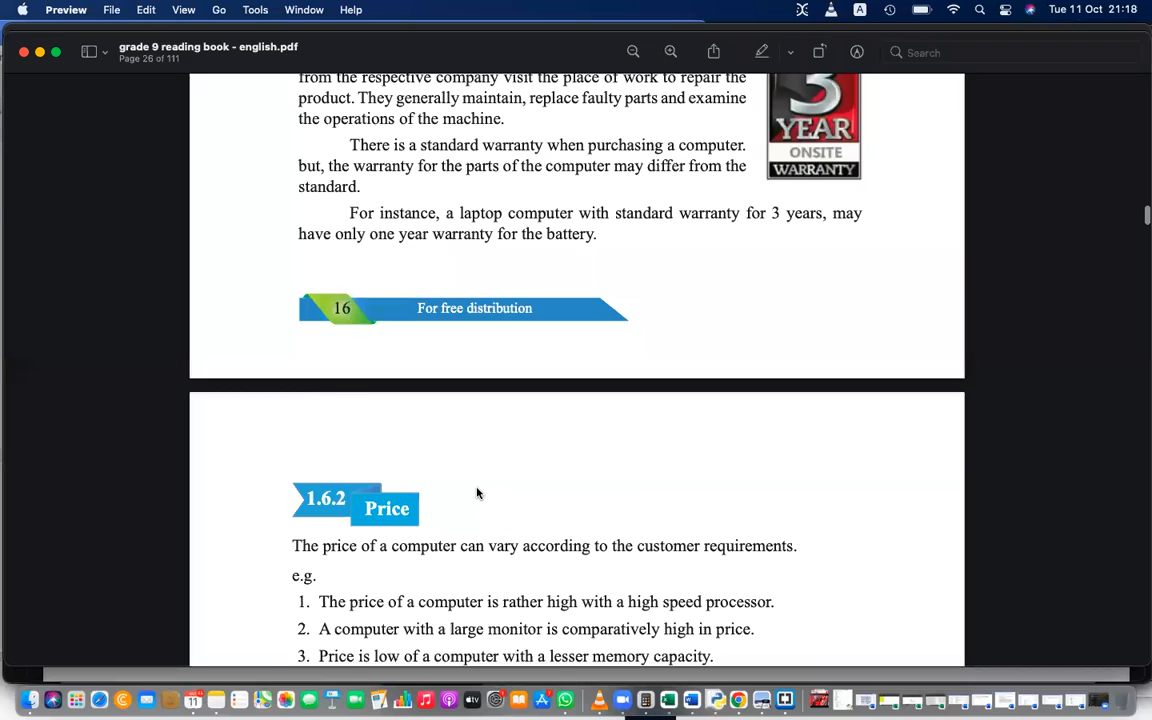 Preview File Edit View Go Tools Window Help
A
Tue 11 Oct 21:18
grade 9 reading book - english.pdf
Page 26 of 111
Search
from the respective company visit the place of work to repair the
product. They generally maintain, replace faulty parts and examine
the operations of the machine.
3
YEAR
ONSITE
WARRANTY
There is a standard warranty when purchasing a computer.
but, the warranty for the parts of the computer may differ from the
standard.
For instance, a laptop computer with standard warranty for 3 years, may
have only one year warranty for the battery.
16
For free distribution
1.6.2
Price
The price of a computer can vary according to the customer requirements.
e.g.
1. The price of a computer is rather high with a high speed processor.
2. A computer with a large monitor is comparatively high in price.
3. Price is low of a computer with a lesser memory capacity.